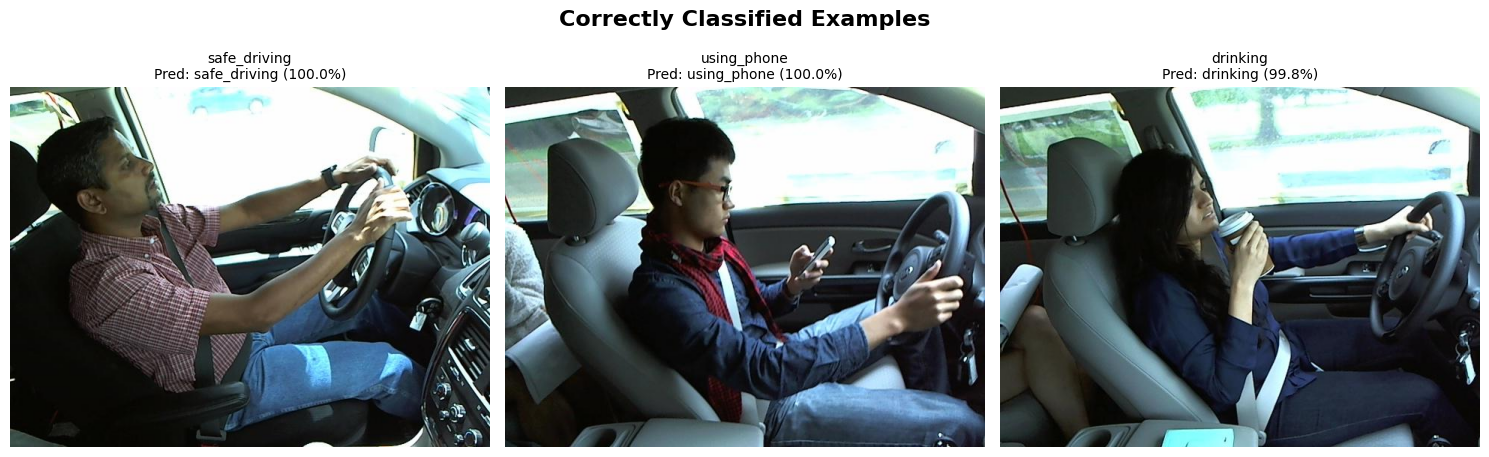 Correctly Classified Examples
safe_driving
Pred: safe_driving (100.0%)
using_phone
Pred: using_phone (100.0%)
drinking
Pred: drinking (99.8%)